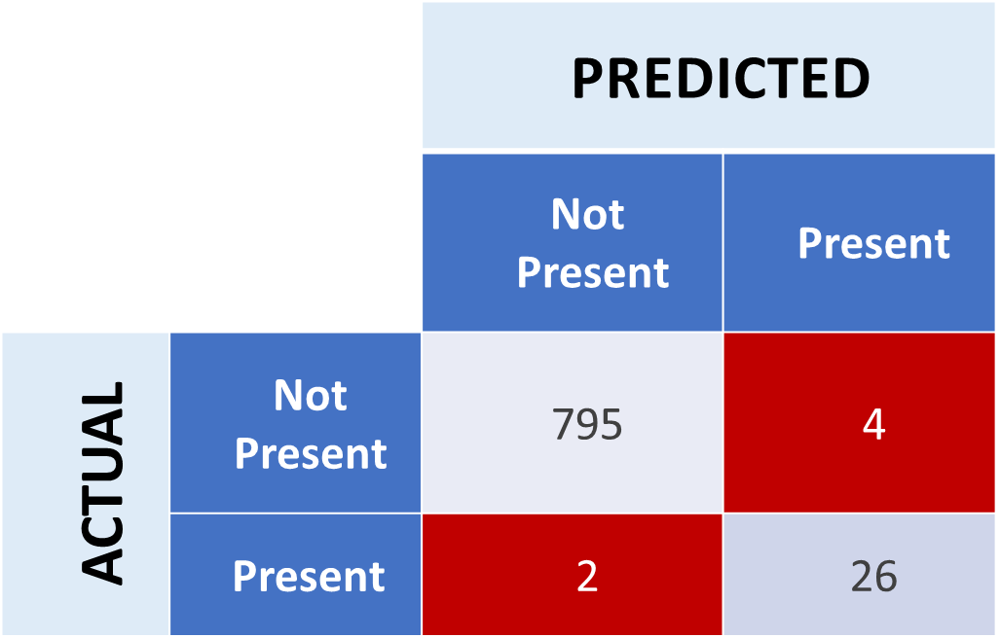 PREDICTED
Not
Present
Present
ACTUAL
Not
Present
795
4
Present
2
26